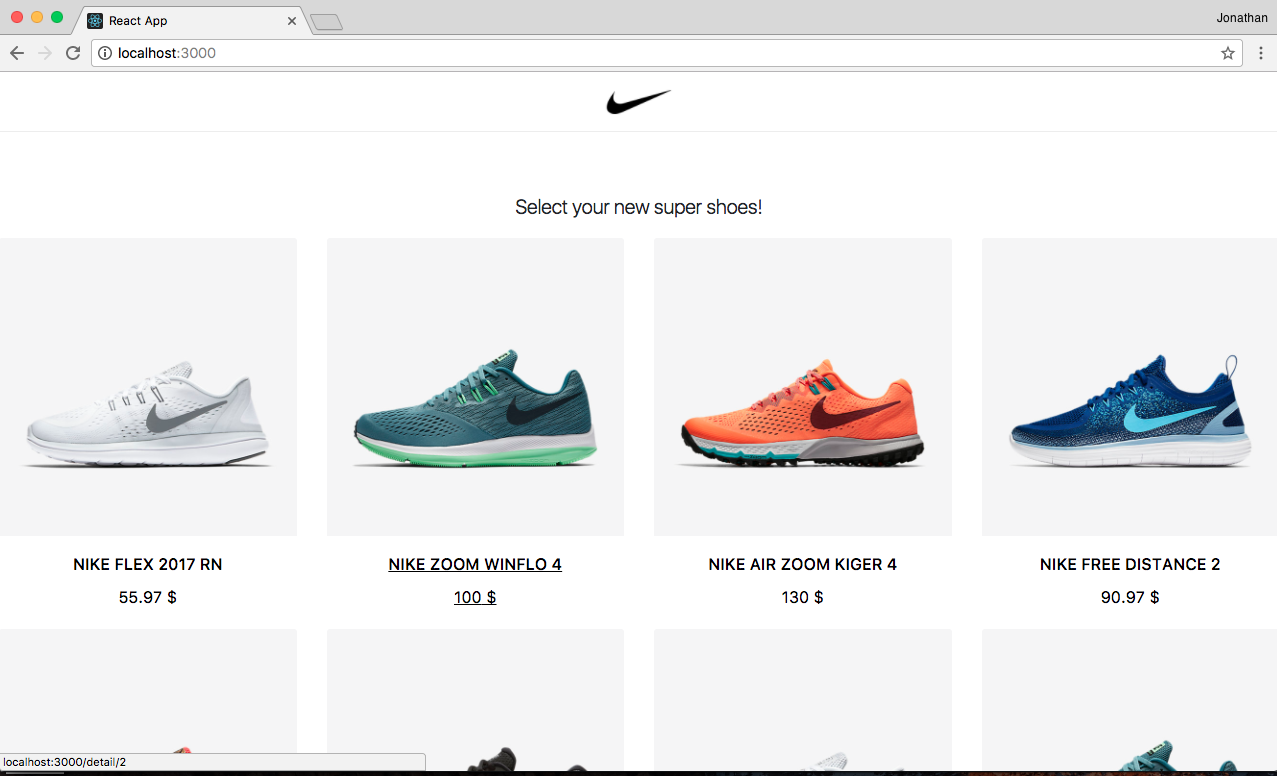 React App
Jonathan
localhost:3000
Select your new super shoes!
NIKE FLEX 2017 RN
55.97 $
NIKE ZOOM WINFLO 4
100 $
NIKE AIR ZOOM KIGER 4
130 $
NIKE FREE DISTANCE 2
90.97 $
localhost:3000/detail/2